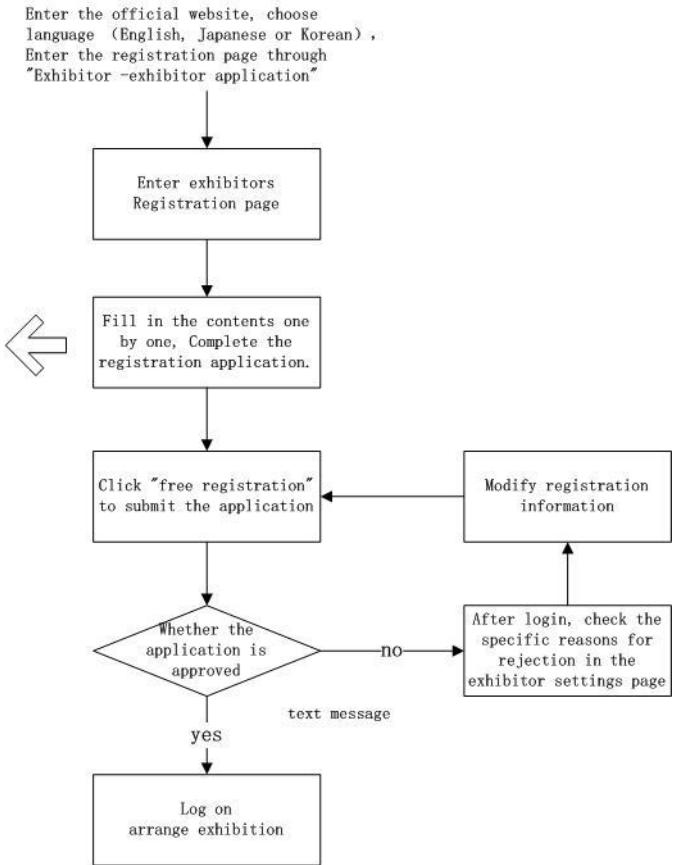 Enter the official website, choose
language （English, Japanese or Korean）,
Enter the registration page through
"Exhibitor -exhibitor application"
Enter exhibitors
Registration page
Fill in the contents one
by one, Complete the
registration application.
Click "free registration"
to submit the application
Modify registration
information
Whether the
application is
approved
no
After login, check the
specific reasons for
rejection in the
exhibitor settings page
text message
yes
Log on
arrange exhibition